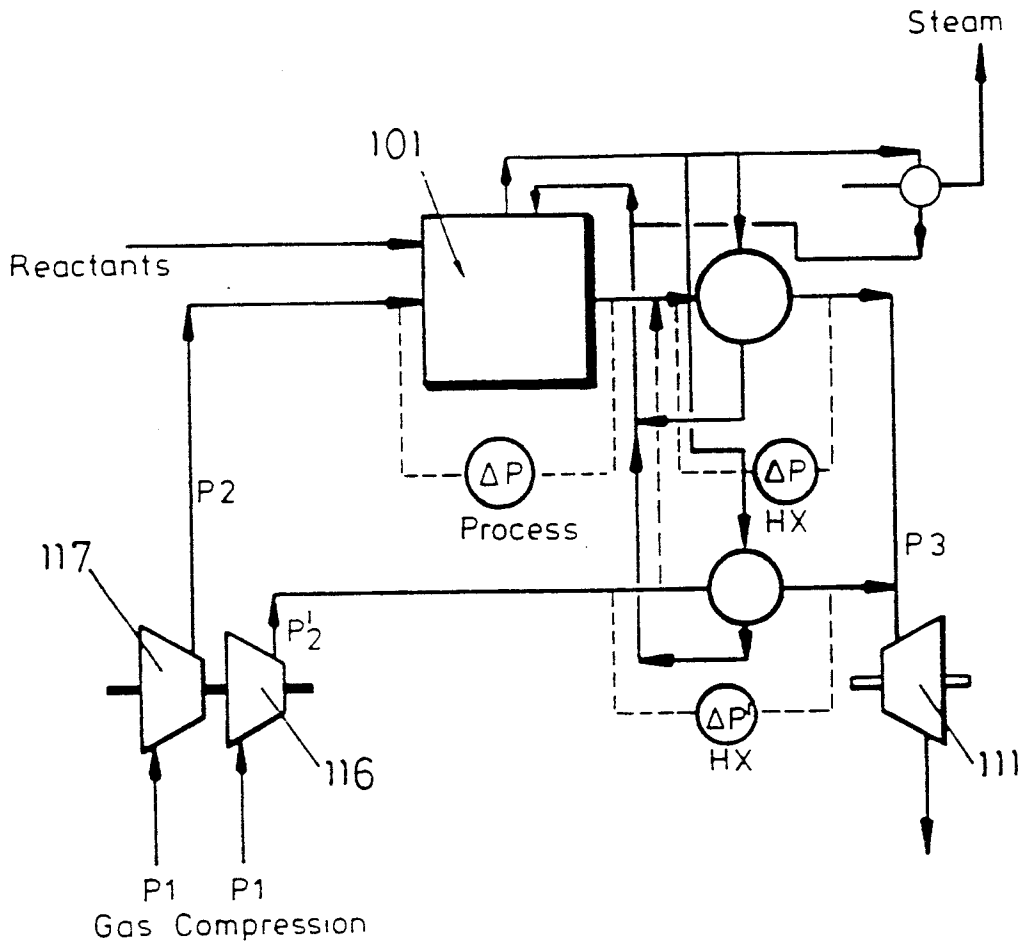 Steam
101
Reactants
ΔP
Process
ΔP
HX
P2
P3
117
P'2
ΔP'
HX
116
111
P1
P1
Gas Compression